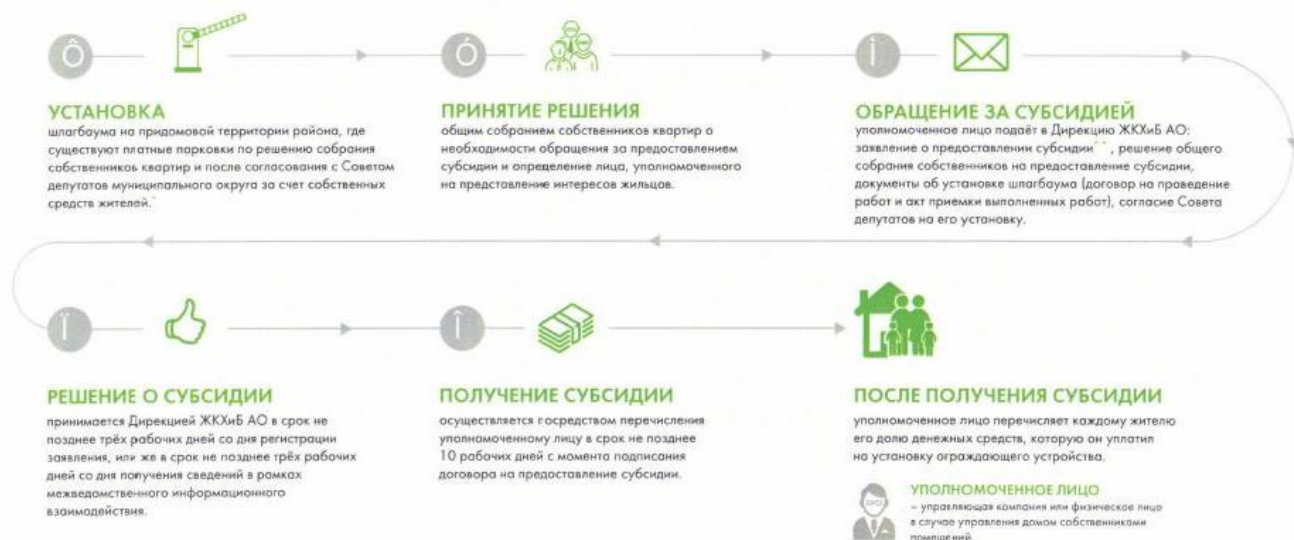 Ô
УСТАНОВКА
шлагбаума на придомовой территории района, где
существуют платные парковки по решению собрания
собственников квартир и после согласования с Советом
депутатов муниципального округа за счет собственных
средств жителей.*
Ó
ПРИНЯТИЕ РЕШЕНИЯ
общим собранием собственников квартир о
необходимости обращения за предоставлением
субсидии и определение лица, уполномоченного
на представление интересов жильцов.
Ì
ОБРАЩЕНИЕ ЗА СУБСИДИЕЙ
уполномоченное лицо подаёт в Дирекцию ЖКХиБ АО:
заявление о предоставлении субсидии**, решение общего
собрания собственников на предоставление субсидии,
документы об установке шлагбаума (договор на проведение
работ и акт приемки выполненных работ), согласие Совета
депутатов на его установку.
Ï
РЕШЕНИЕ О СУБСИДИИ
принимается Дирекцией ЖКХиБ АО в срок не
позднее трёх рабочих дней со дня регистрации
заявления, или же в срок не позднее трёх рабочих
дней со дня получения сведений в рамках
межведомственного информационного
взаимодействия.
Î
ПОЛУЧЕНИЕ СУБСИДИИ
осуществляется посредством перечисления
уполномоченному лицу в срок не позднее
10 рабочих дней с момента подписания
договора на предоставление субсидии.
ПОСЛЕ ПОЛУЧЕНИЯ СУБСИДИИ
уполномоченное лицо перечисляет каждому жителю
его долю денежных средств, которую он уплатил
на установку ограждающего устройства.
УПОЛНОМОЧЕННОЕ ЛИЦО
– управляющая компания или физическое лицо
в случае управления домом собственниками
помещений.